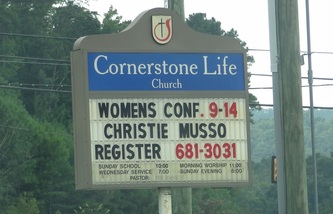 Cornerstone Life
Church
WOMENS CONF. 9-14
CHRISTIE MUSSO
REGISTER 681-3031
SUNDAY SCHOOL 10:00 MORNING WORSHIP 11:00
WEDNESDAY SERVICE 7:00 SUNDAY EVENING 6:00
PASTOR